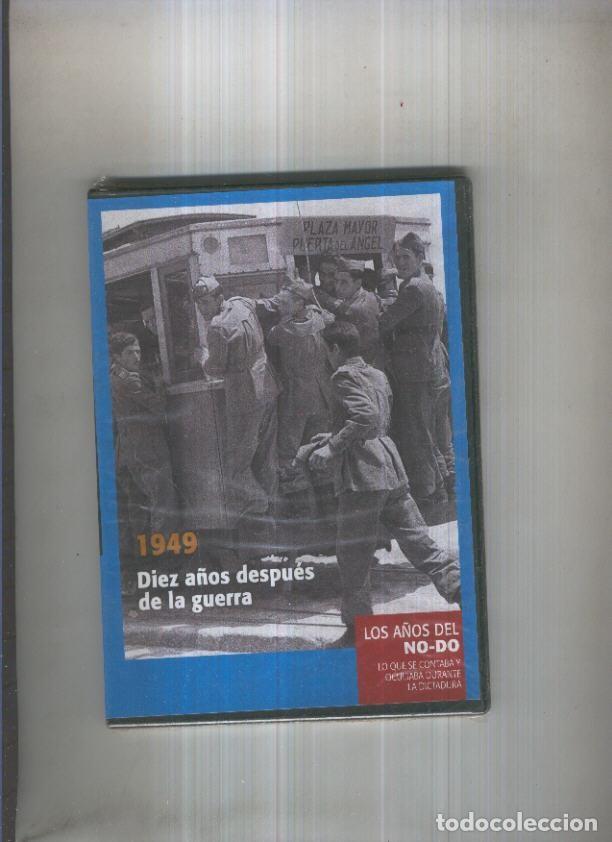 PLAZA MAYOR
PUERTA DEL ANGEL
1949
Diez años después
de la guerra
LOS AÑOS DEL
NO-DO
LO QUE SE CONTABA Y
OCULTABA DURANTE
LA DICTADURA
todocoleccion